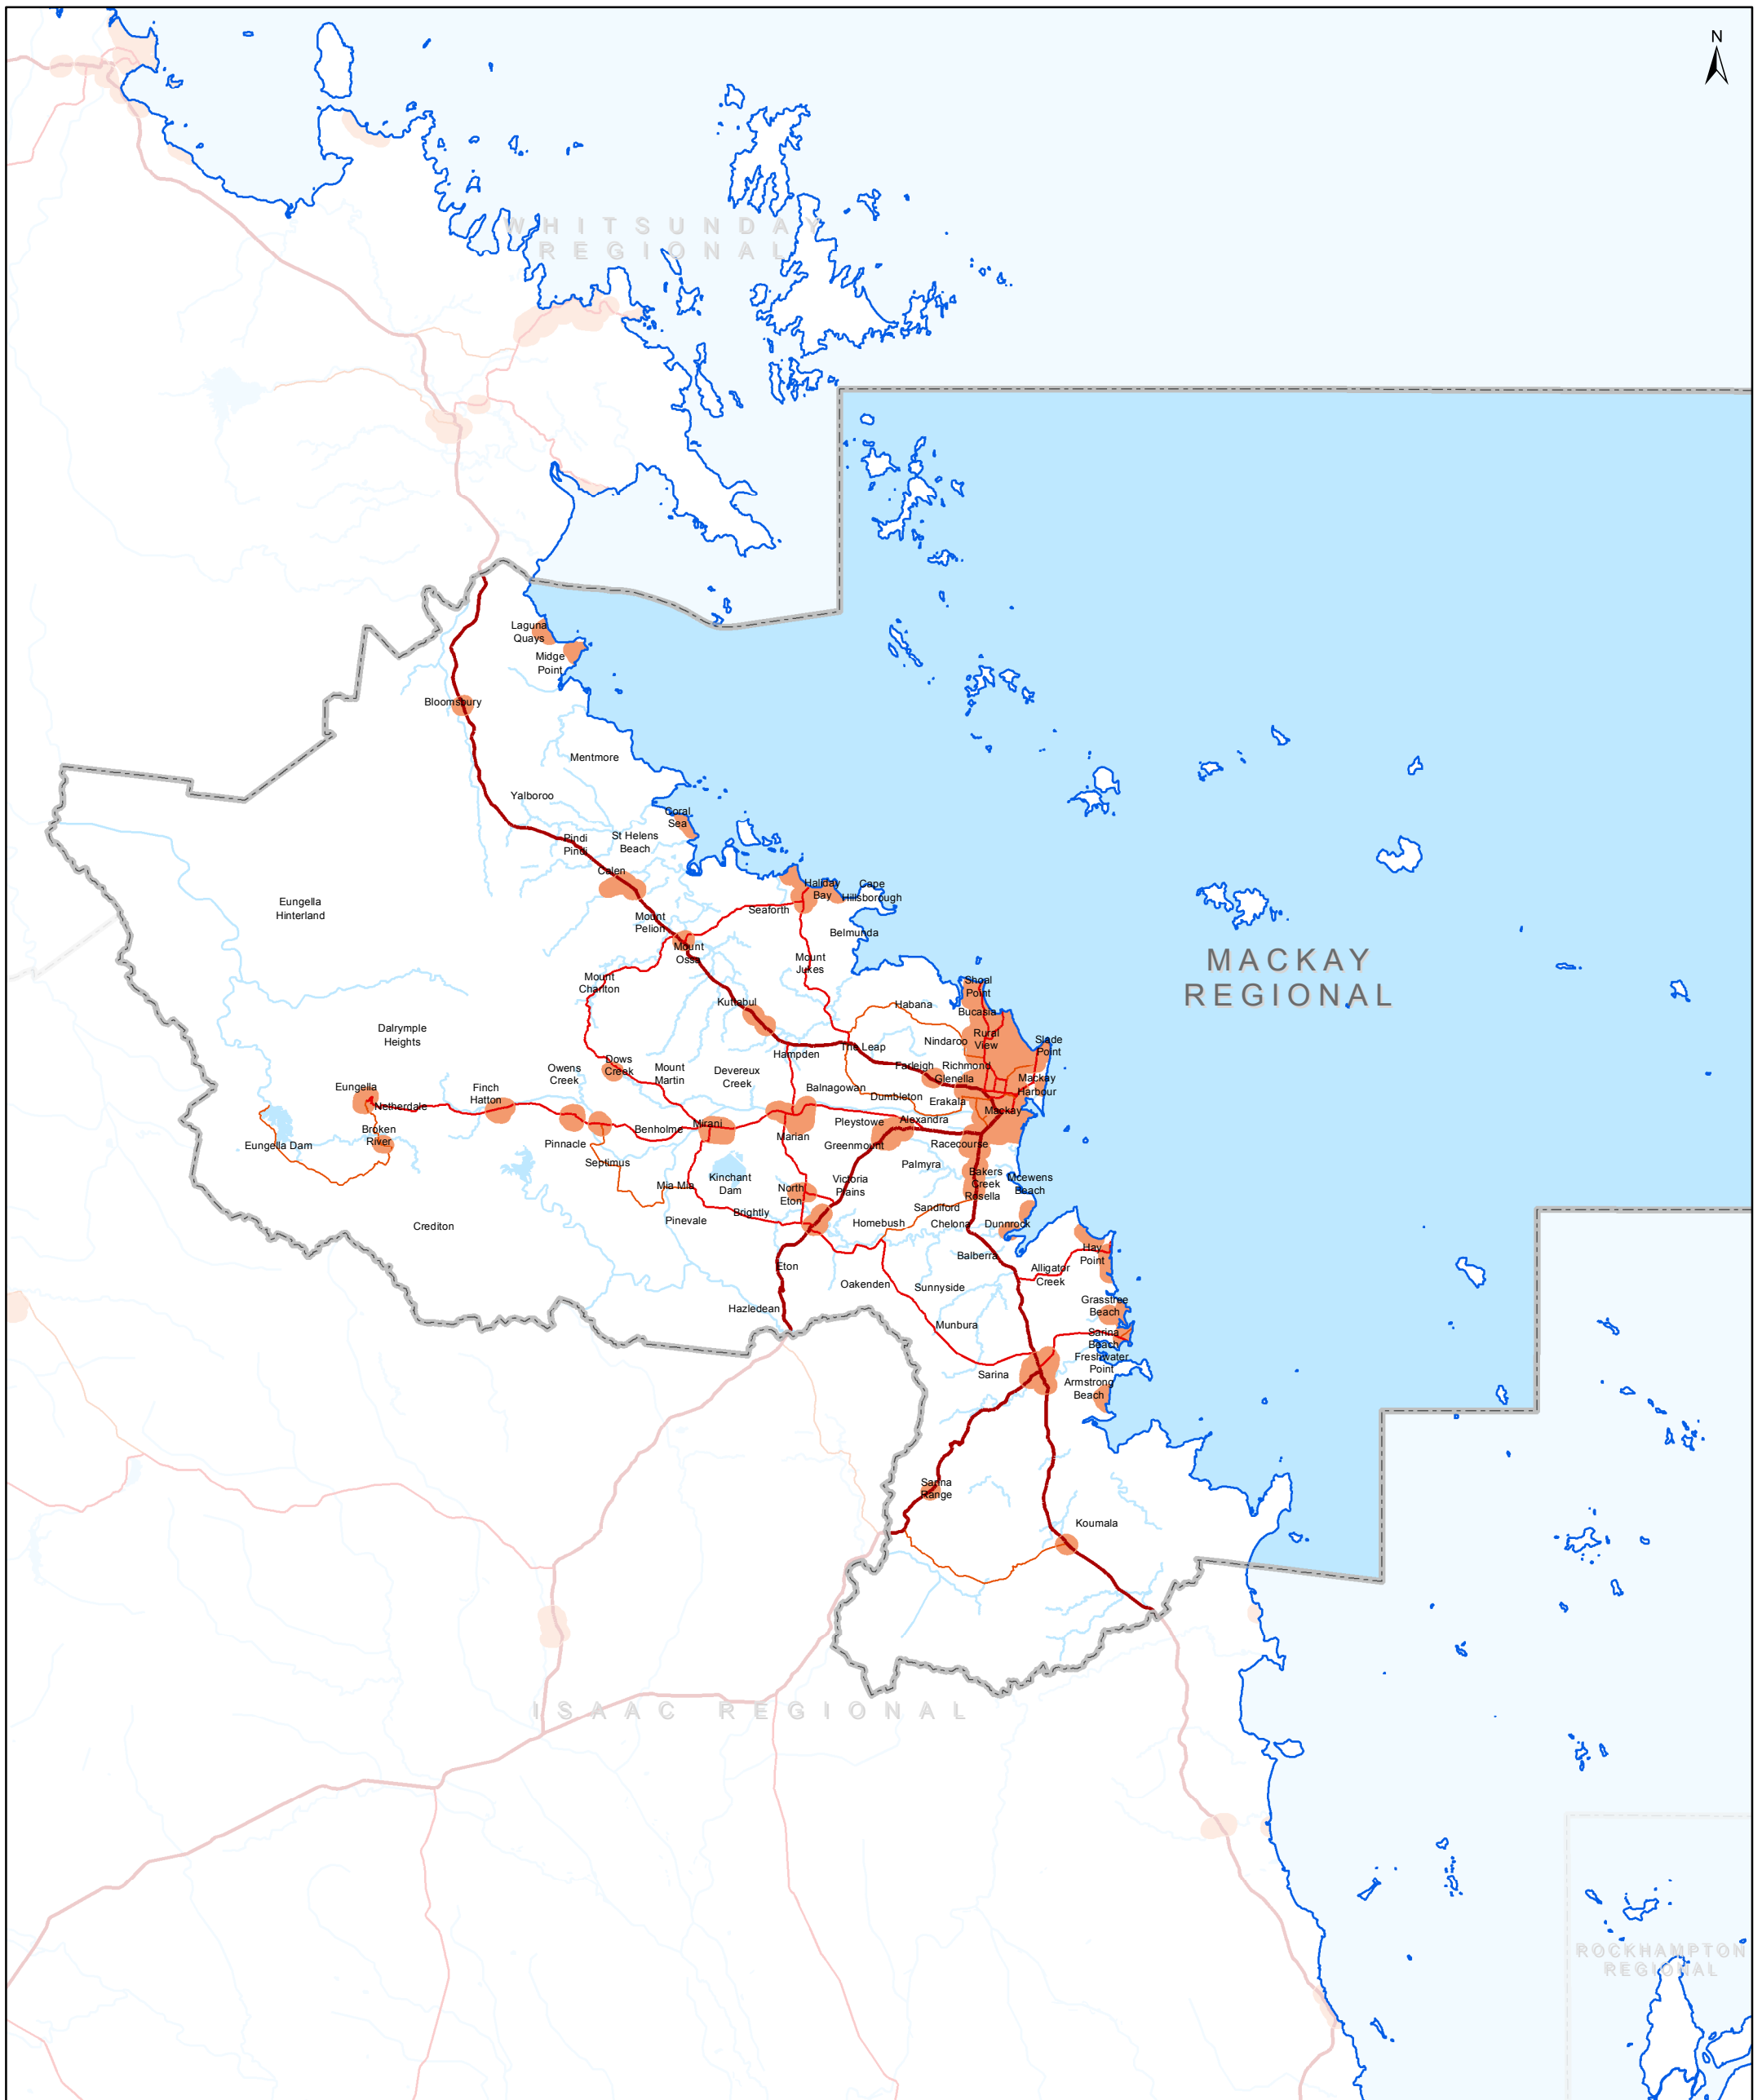 N
WHITSUNDAY
REGIONAL
Laguna
Quays
Midge
Point
Bloomsbury
Mentmore
Yalboroo
Coral
Sea
Pindi
Pindi
St Helens
Beach
Calen
Haliday
Bay
Cape
Hillsborough
Eungella
Hinterland
Seaforth
Mount
Pelion
Belmunda
Mount
Ossa
MACKAY
REGIONAL
Mount
Jukes
Mount
Charlton
Shoal
Point
Kuttabul
Habana
Bucasia
Dalrymple
Heights
Rural
View
Slade
Point
Nindaroo
The Leap
Hampden
Dows
Creek
Owens
Creek
Mount
Martin
Devereux
Creek
Farleigh
Richmond
Glenella
Mackay
Harbour
Eungella
Finch
Hatton
Balnagowan
Dumbleton
Erakala
Netherdale
Mackay
Broken
River
Benholme
Mirani
Marian
Pleystowe
Alexandra
Eungella Dam
Pinnacle
Greenmount
Racecourse
Septimus
Palmyra
Kinchant
Dam
Mia Mia
North
Eton
Victoria
Plains
Bakers
Creek
Rosella
Mcewens
Beach
Brightly
Pinevale
Sandiford
Crediton
Homebush
Chelona
Dunnrock
Balberra
Hay
Point
Eton
Alligator
Creek
Oakenden
Sunnyside
Hazledean
Grasstree
Beach
Munbura
Sarina
Beach
Freshwater
Point
Sarina
Armstrong
Beach
Sarina
Range
Koumala
ISAAC REGIONAL
ROCKHAMPTON
REGIONAL